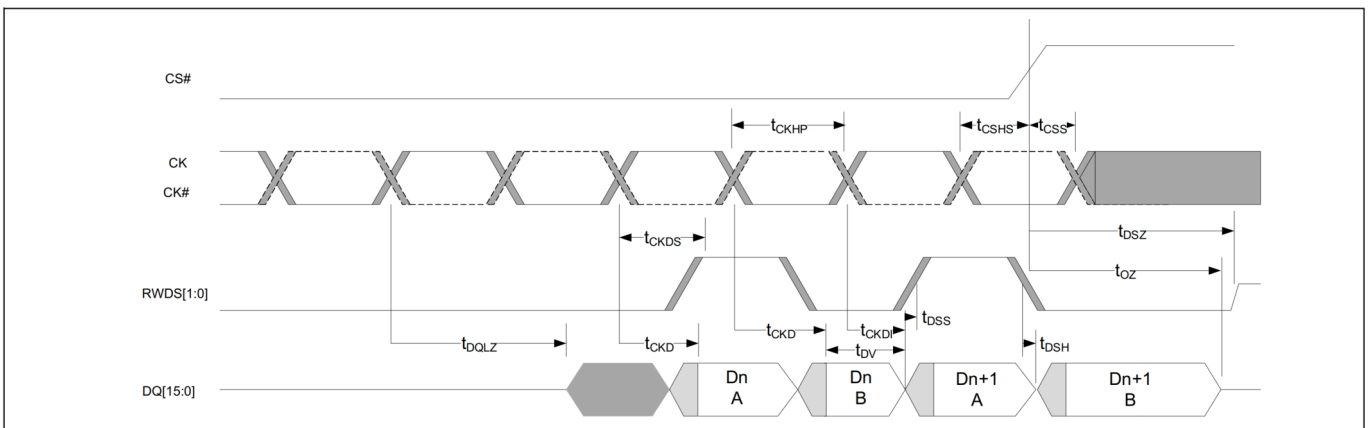 CS#
tCKHP
tCSHS
tCSS
CK
CK#
tCKDS
tDSZ
tOZ
RWDS[1:0]
tDSS
tCKD
tCKDI
tDQLZ
tCKD
tDV
tDSH
DQ[15:0]
Dn
A
Dn
B
Dn+1
A
Dn+1
B